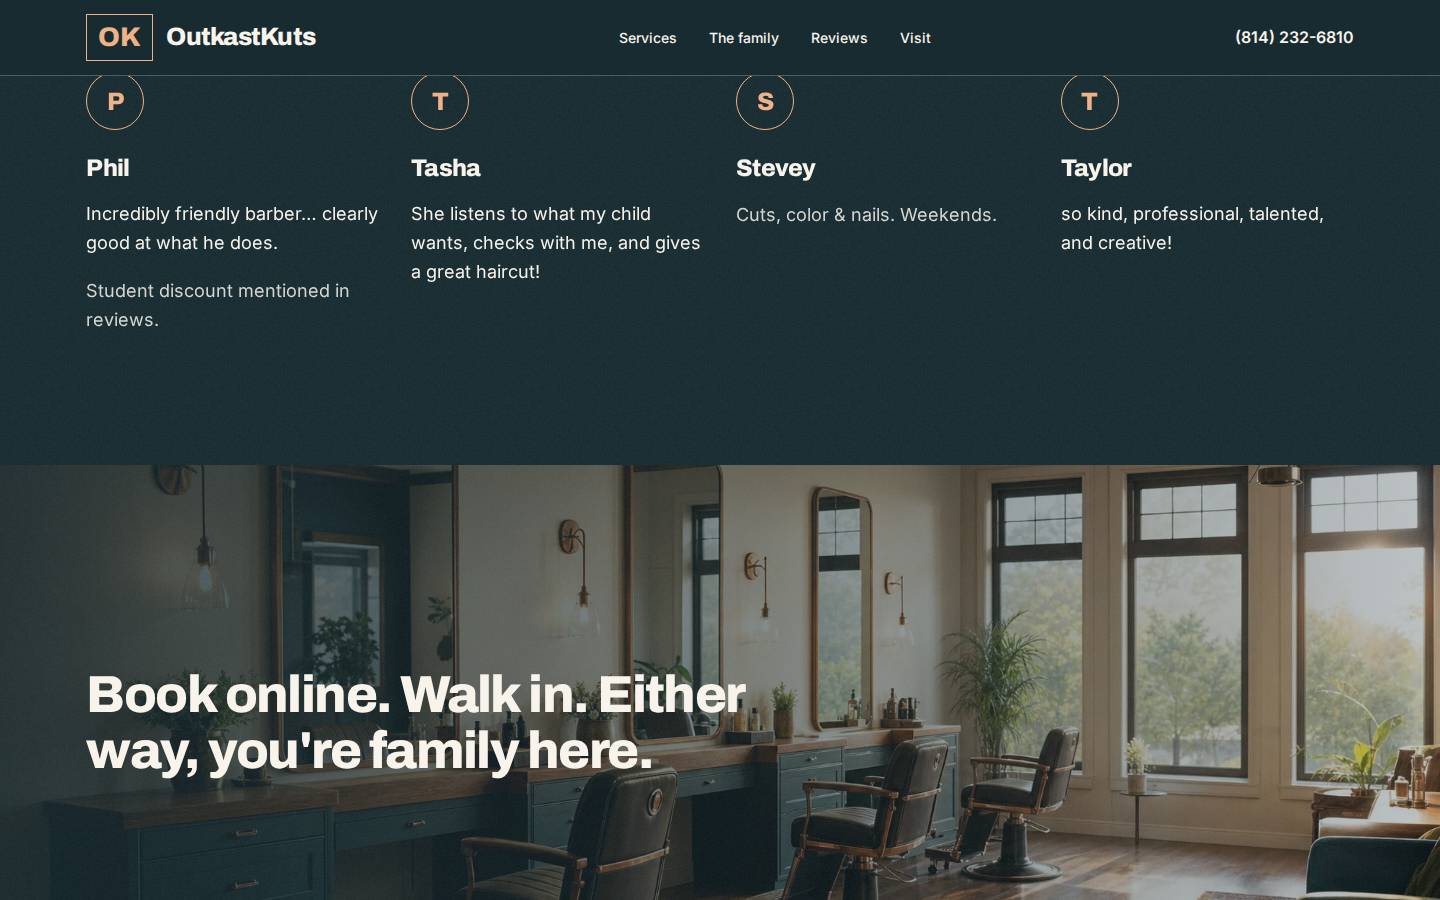 OK OutkastKuts Services The family Reviews Visit (814) 232-6810
P
Phil
Incredibly friendly barber... clearly
good at what he does.
Student discount mentioned in
reviews.
T
Tasha
She listens to what my child
wants, checks with me, and gives
a great haircut!
S
Stevey
Cuts, color & nails. Weekends.
T
Taylor
so kind, professional, talented,
and creative!
Book online. Walk in. Either
way, you're family here.